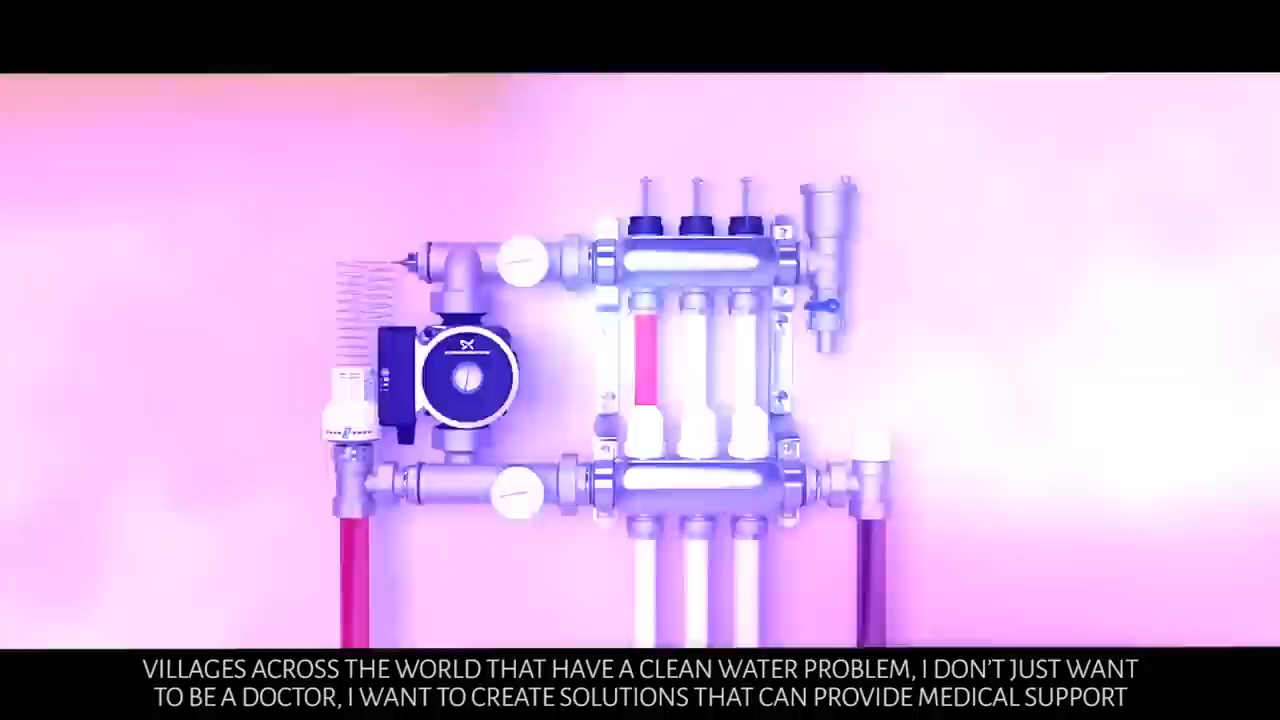 VILLAGES ACROSS THE WORLD THAT HAVE A CLEAN WATER PROBLEM, I DON'T JUST WANT
TO BE A DOCTOR, I WANT TO CREATE SOLUTIONS THAT CAN PROVIDE MEDICAL SUPPORT